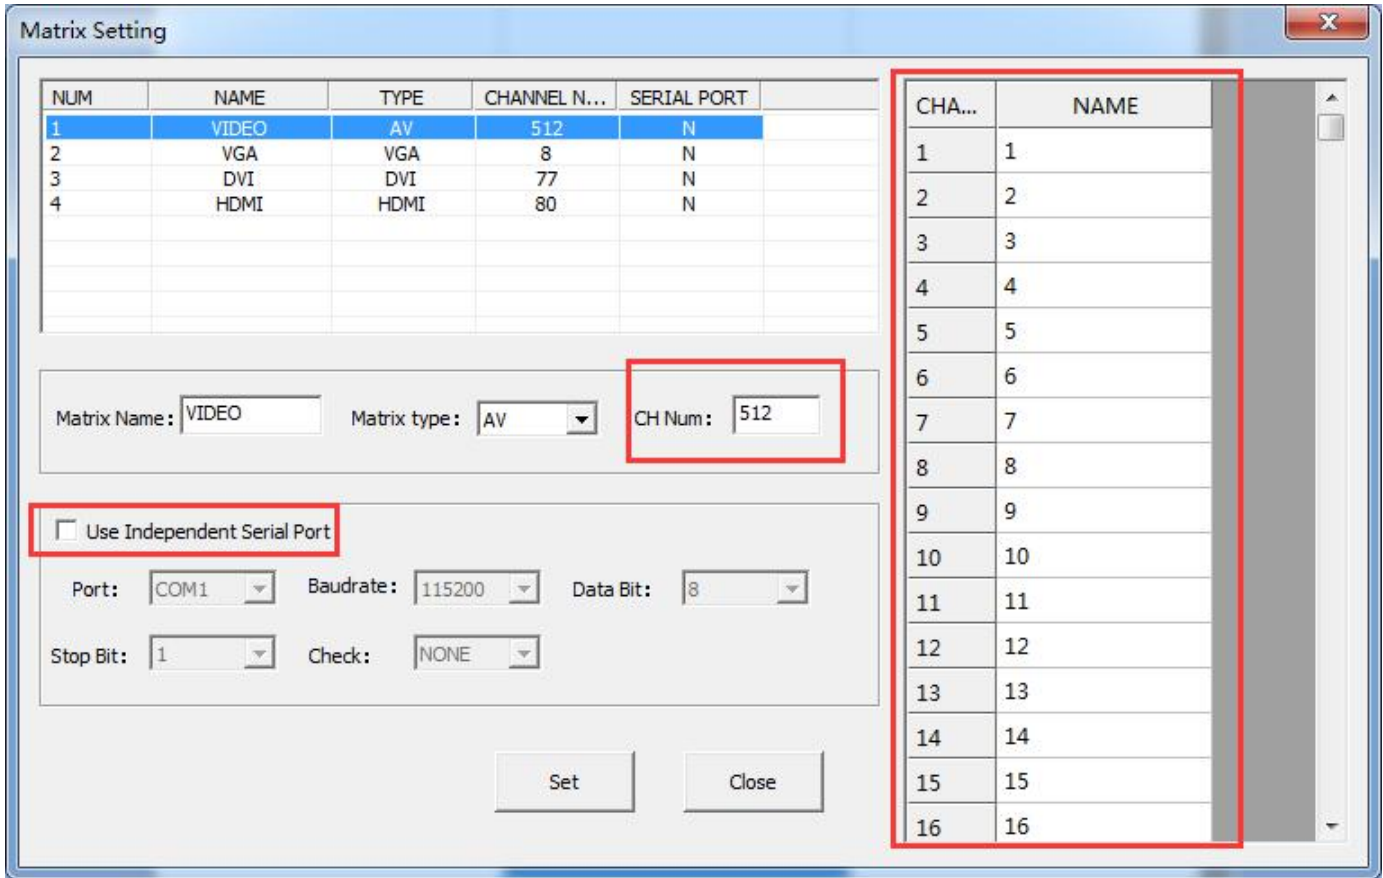 Matrix Setting
NUM NAME TYPE CHANNEL N... SERIAL PORT
1 VIDEO AV 512 N
2 VGA VGA 8 N
3 DVI DVI 77 N
4 HDMI HDMI 80 N
Matrix Name: VIDEO Matrix type: AV CH Num: 512
Use Independent Serial Port
Port: COM1 Baudrate: 115200 Data Bit: 8
Stop Bit: 1 Check: NONE
Set Close
CHA... NAME
1 1
2 2
3 3
4 4
5 5
6 6
7 7
8 8
9 9
10 10
11 11
12 12
13 13
14 14
15 15
16 16